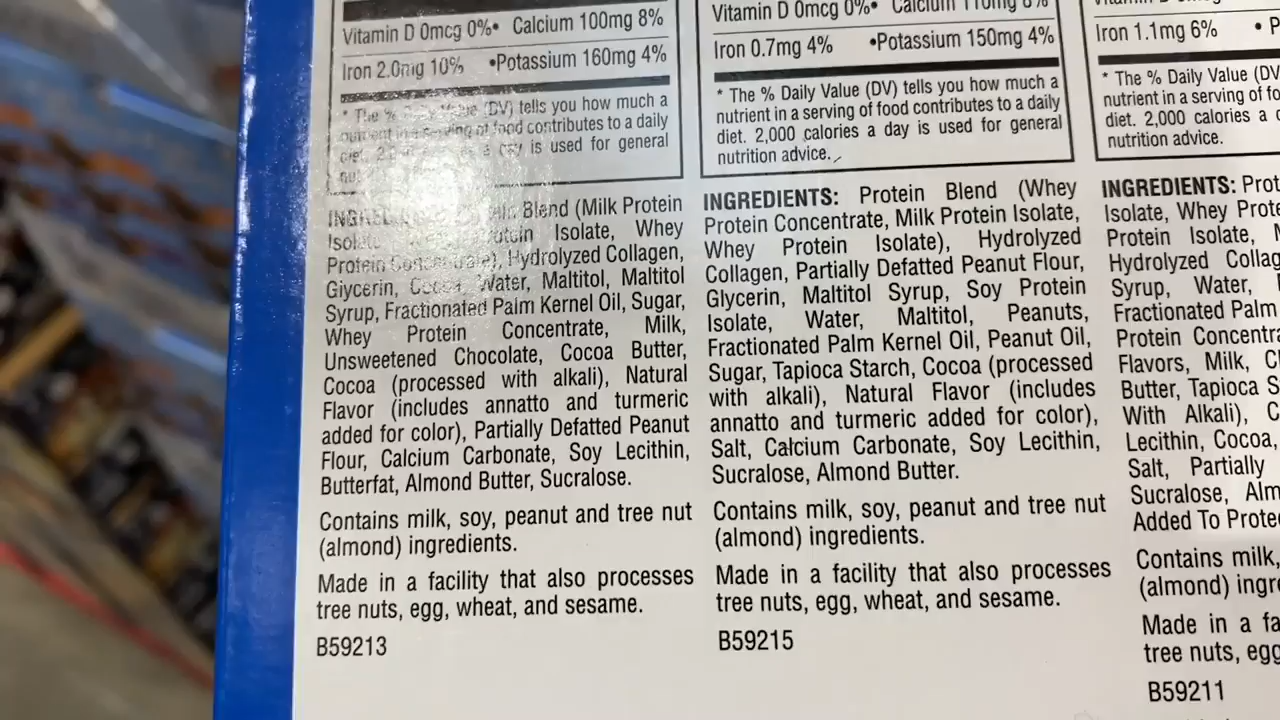 Vitamin D 0mcg 0%• Calcium 100mg 8%
Iron 2.0mg 10% •Potassium 160mg 4%
* The % Daily Value (DV) tells you how much a
nutrient in a serving of food contributes to a daily
diet. 2,000 calories a day is used for general
Blend (Milk Protein
Protein Isolate, Whey
Protein Concentrate), Hydrolyzed Collagen,
Glycerin, Water, Maltitol, Maltitol
Syrup, Fractionated Palm Kernel Oil, Sugar,
Whey Protein Concentrate, Milk,
Unsweetened Chocolate, Cocoa Butter,
Cocoa (processed with alkali), Natural
Flavor (includes annatto and turmeric
added for color), Partially Defatted Peanut
Flour, Calcium Carbonate, Soy Lecithin,
Butterfat, Almond Butter, Sucralose.
Contains milk, soy, peanut and tree nut
(almond) ingredients.
Made in a facility that also processes
tree nuts, egg, wheat, and sesame.
B59213
Vitamin D 0mcg 0%• Calcium 110mg 8%
Iron 0.7mg 4% •Potassium 150mg 4%
* The % Daily Value (DV) tells you how much a
nutrient in a serving of food contributes to a daily
diet. 2,000 calories a day is used for general
nutrition advice.
INGREDIENTS: Protein Blend (Whey
Protein Concentrate, Milk Protein Isolate,
Whey Protein Isolate), Hydrolyzed
Collagen, Partially Defatted Peanut Flour,
Glycerin, Maltitol Syrup, Soy Protein
Isolate, Water, Maltitol, Peanuts,
Fractionated Palm Kernel Oil, Peanut Oil,
Sugar, Tapioca Starch, Cocoa (processed
with alkali), Natural Flavor (includes
annatto and turmeric added for color),
Salt, Calcium Carbonate, Soy Lecithin,
Sucralose, Almond Butter.
Contains milk, soy, peanut and tree nut
(almond) ingredients.
Made in a facility that also processes
tree nuts, egg, wheat, and sesame.
B59215
Iron 1.1mg 6% • P
* The % Daily Value (DV
nutrient in a serving of fo
diet. 2,000 calories a
nutrition advice.
INGREDIENTS: Prot
Isolate, Whey Prote
Protein Isolate,
Hydrolyzed Collag
Syrup, Water,
Fractionated Palm
Protein Concentra
Flavors, Milk, C
Butter, Tapioca S
With Alkali), C
Lecithin, Cocoa,
Salt, Partially
Sucralose, Alm
Added To Prote
Contains milk,
(almond) ingr
Made in a fa
tree nuts, egg
B59211